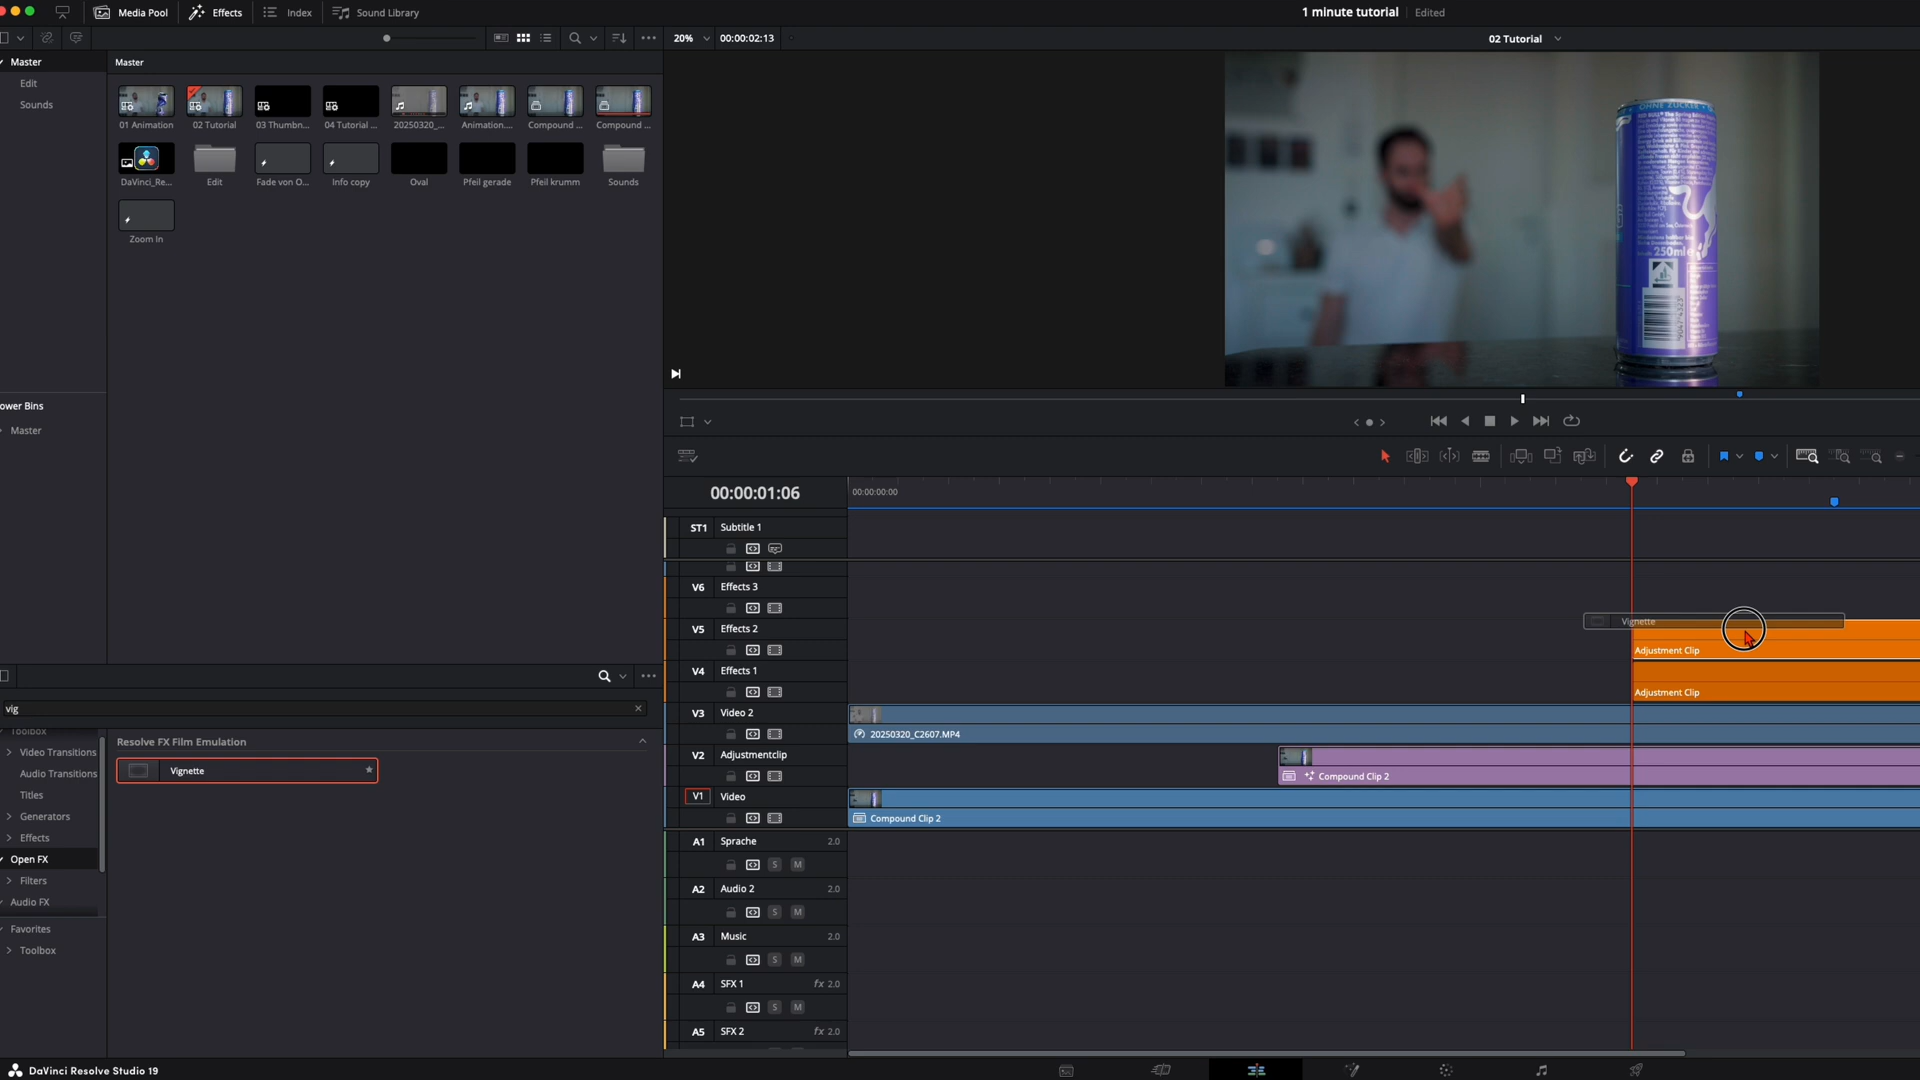 Media Pool
Effects
Index
Sound Library
1 minute tutorial
Edited
20%
00:00:02:13
02 Tutorial
Master
Edit
Sounds
ower Bins
Master
Master
01 Animation
02 Tutorial
03 Thumbn...
04 Tutorial ...
20250320_...
Animation....
Compound ...
Compound ...
DaVinci_Re...
Edit
Fade von O...
Info copy
Oval
Pfeil gerade
Pfeil krumm
Sounds
Zoom In
OHNE ZUCKER
250ml
00:00:01:06
00:00:00:00
ST1 Subtitle 1
V6 Effects 3
V5 Effects 2
Vignette
Adjustment Clip
V4 Effects 1
Adjustment Clip
V3 Video 2
20250320_C2607.MP4
V2 Adjustmentclip
Compound Clip 2
V1 Video
Compound Clip 2
A1 Sprache 2.0
S M
A2 Audio 2 2.0
S M
A3 Music 2.0
S M
A4 SFX 1 fx 2.0
S M
A5 SFX 2 fx 2.0
vig
Toolbox
Video Transitions
Audio Transitions
Titles
Generators
Effects
Open FX
Filters
Audio FX
Favorites
Toolbox
Resolve FX Film Emulation
Vignette
DaVinci Resolve Studio 19